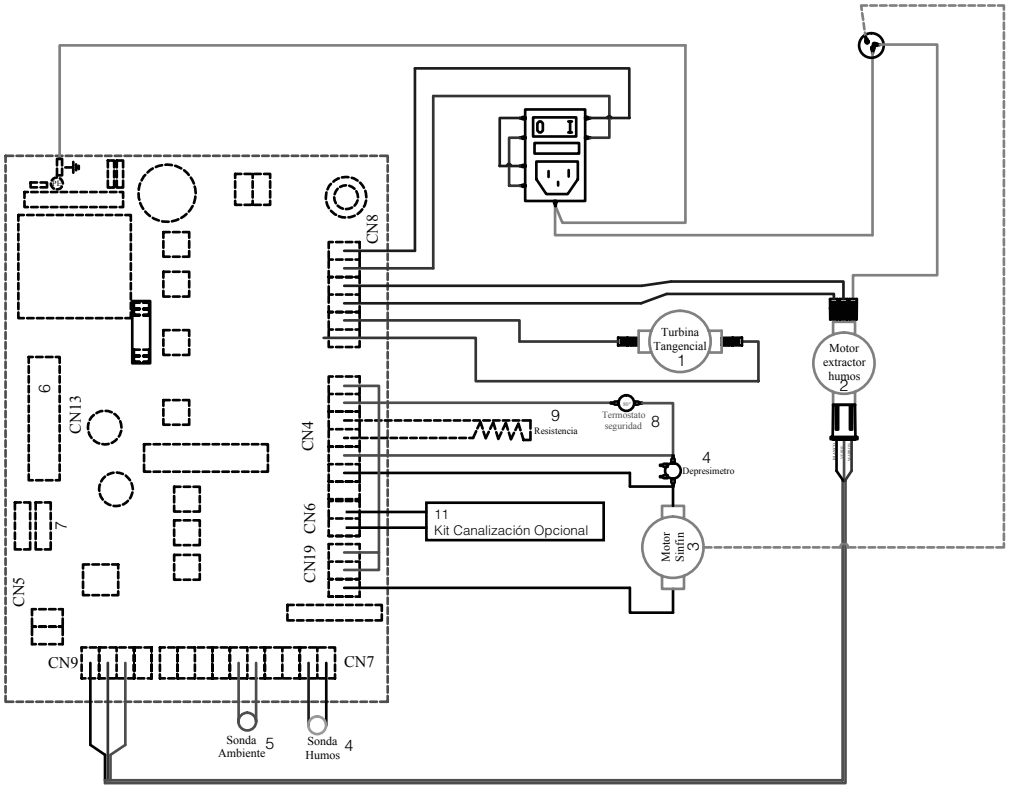 0 I
CN8
Turbina
Tangencial
1
Motor
extractor
humos
2
6
CN13
CN4
Termostato
seguridad
8
9
Resistencia
4
Depresimetro
7
CN6
11
Kit Canalización Opcional
Motor
Sinfin
3
CN19
CN5
CN9
CN7
Sonda
Ambiente
5
Sonda
Humos
4